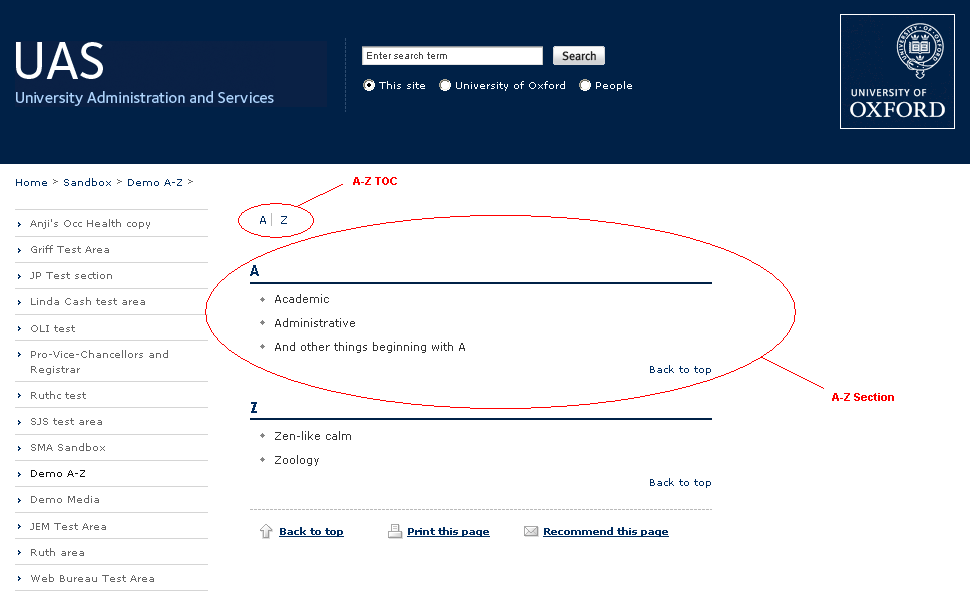 UAS
University Administration and Services
Enter search term
Search
This site
University of Oxford
People
UNIVERSITY OF OXFORD
UNIVERSITY OF
OXFORD
Home > Sandbox > Demo A-Z >
A-Z TOC
A | Z
Anji's Occ Health copy
Griff Test Area
JP Test section
Linda Cash test area
OLI test
Pro-Vice-Chancellors and
Registrar
Ruthc test
SJS test area
SMA Sandbox
Demo A-Z
Demo Media
JEM Test Area
Ruth area
Web Bureau Test Area
A
Academic
Administrative
And other things beginning with A
Back to top
A-Z Section
Z
Zen-like calm
Zoology
Back to top
Back to top
Print this page
Recommend this page